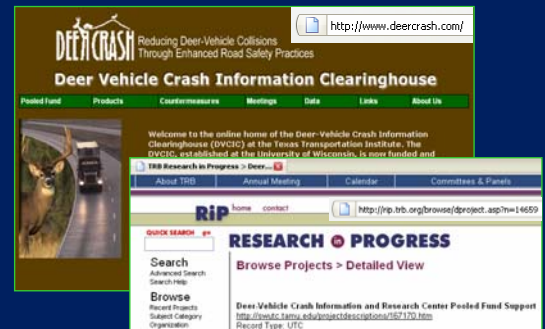 http://www.deercrash.com/
DEER CRASH
Reducing Deer-Vehicle Collisions
Through Enhanced Road Safety Practices
Deer Vehicle Crash Information Clearinghouse
Pooled Fund Products Countermeasures Meetings Data Links About Us
Welcome to the online home of the Deer-Vehicle Crash Information
Clearinghouse (DVCIC) at the Texas Transportation Institute. The
DVCIC, established at the University of Wisconsin, is now funded and
TRB Research in Progress > Deer...
About TRB Annual Meeting Calendar Committees & Panels
RiP home contact
http://rip.trb.org/browse/dproject.asp?n=14659
QUICK SEARCH go
RESEARCH in PROGRESS
Search
Advanced Search
Search Help
Browse Projects > Detailed View
Browse
Recent Projects
Subject Category
Organization
Deer-Vehicle Crash Information and Research Center Pooled Fund Support
http://swutc.tamu.edu/projectdescriptions/167170.htm
Record Type: UTC